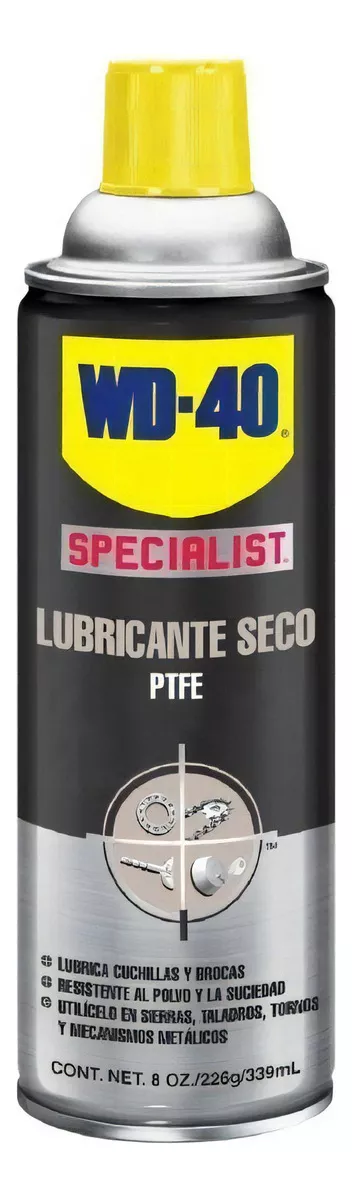 WD-40®
SPECIALIST®
LUBRICANTE SECO
PTFE
TM
LUBRICA CUCHILLAS Y BROCAS
RESISTENTE AL POLVO Y LA SUCIEDAD
UTILÍCELO EN SIERRAS, TALADROS, TORNOS
Y MECANISMOS METÁLICOS
CONT. NET. 8 OZ./226g/339mL